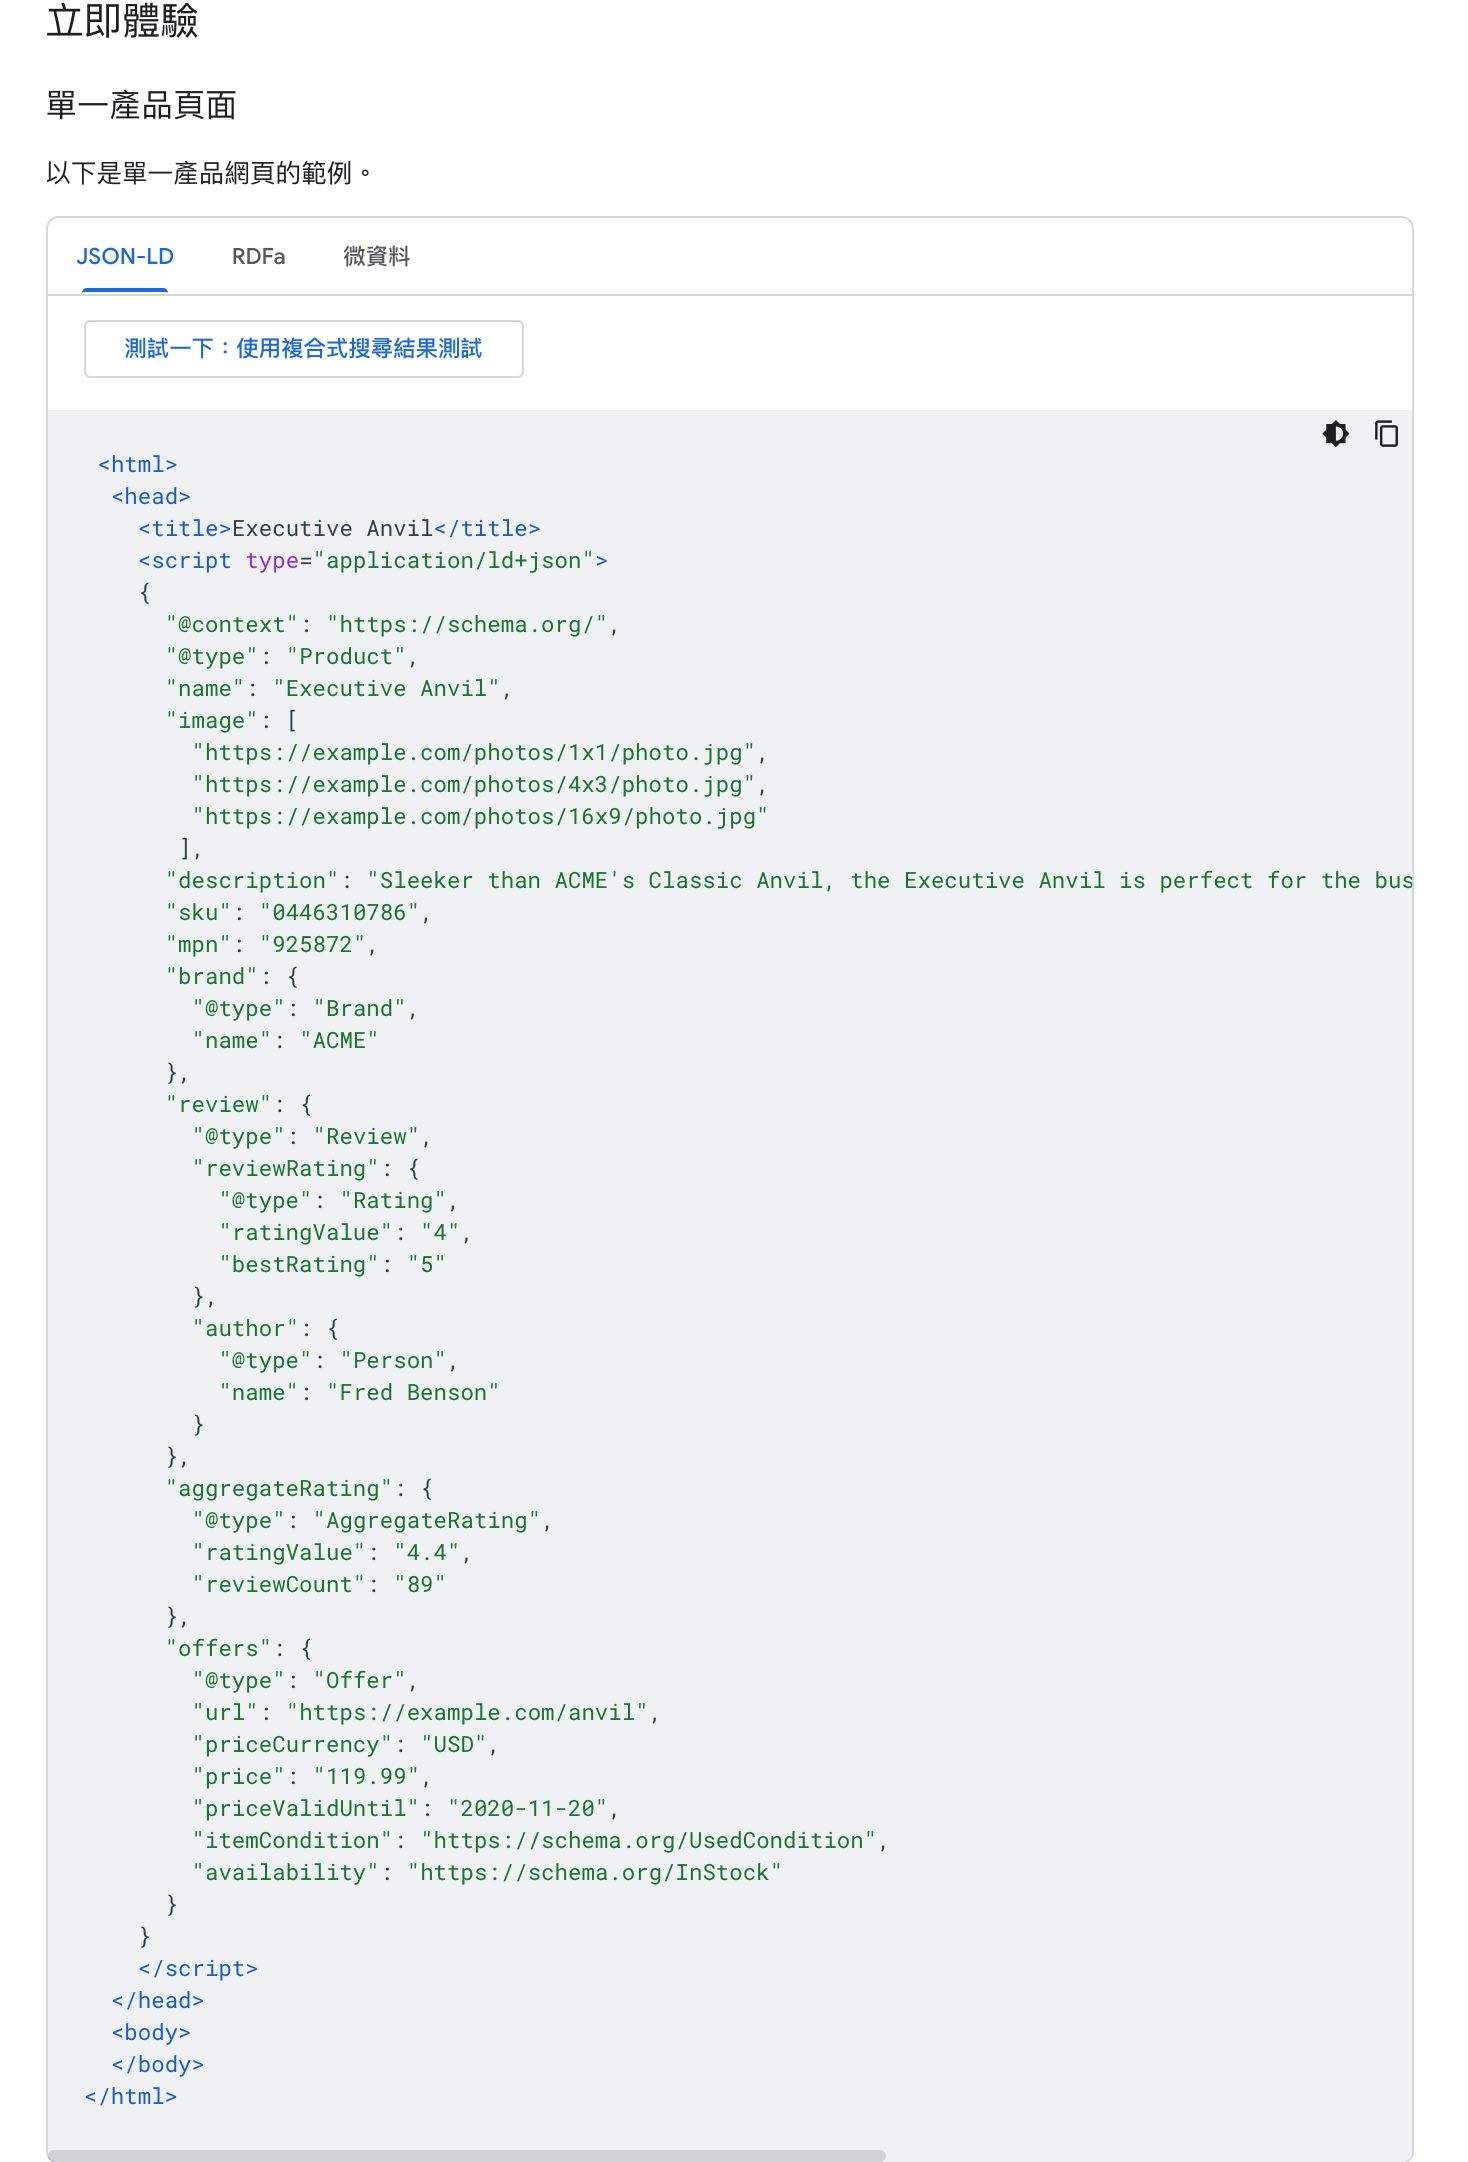 立即體驗
單一產品頁面
以下是單一產品網頁的範例。
JSON-LD RDFa 微資料
測試一下：使用複合式搜尋結果測試
<html>
<head>
<title>Executive Anvil</title>
<script type="application/ld+json">
{
"@context": "https://schema.org/",
"@type": "Product",
"name": "Executive Anvil",
"image": [
"https://example.com/photos/1x1/photo.jpg",
"https://example.com/photos/4x3/photo.jpg",
"https://example.com/photos/16x9/photo.jpg"
],
"description": "Sleeker than ACME's Classic Anvil, the Executive Anvil is perfect for the bus
"sku": "0446310786",
"mpn": "925872",
"brand": {
"@type": "Brand",
"name": "ACME"
},
"review": {
"@type": "Review",
"reviewRating": {
"@type": "Rating",
"ratingValue": "4",
"bestRating": "5"
},
"author": {
"@type": "Person",
"name": "Fred Benson"
}
},
"aggregateRating": {
"@type": "AggregateRating",
"ratingValue": "4.4",
"reviewCount": "89"
},
"offers": {
"@type": "Offer",
"url": "https://example.com/anvil",
"priceCurrency": "USD",
"price": "119.99",
"priceValidUntil": "2020-11-20",
"itemCondition": "https://schema.org/UsedCondition",
"availability": "https://schema.org/InStock"
}
}
</script>
</head>
<body>
</body>
</html>